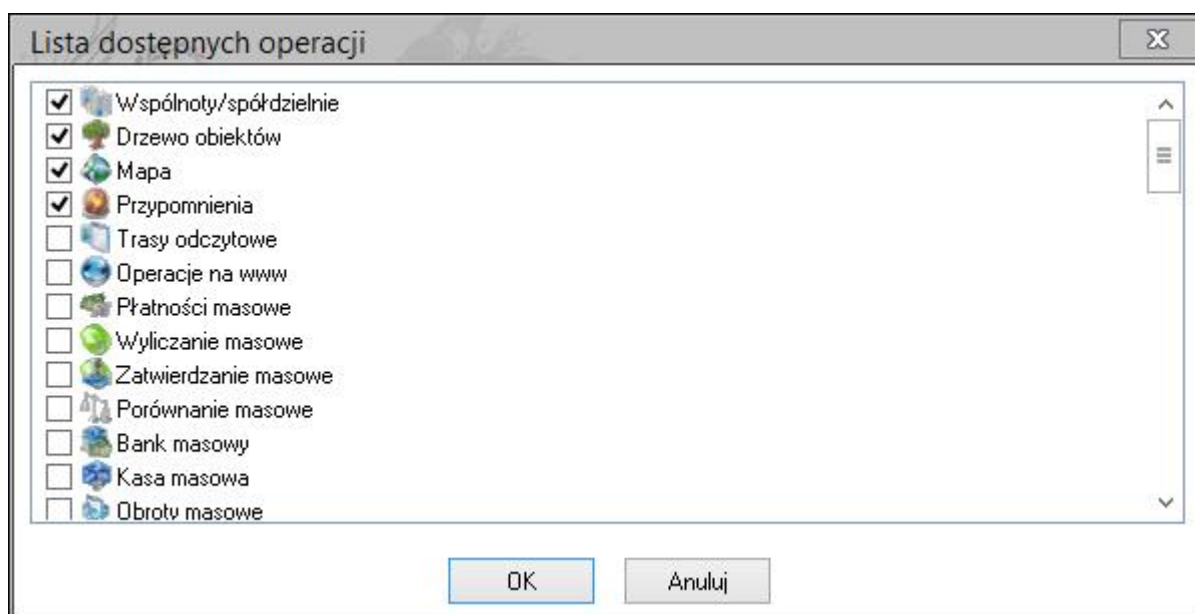 Lista dostępnych operacji
Wspólnoty/spółdzielnie
Drzewo obiektów
Mapa
Przypomnienia
Trasy odczytowe
Operacje na www
Płatności masowe
Wyliczanie masowe
Zatwierdzanie masowe
Porównanie masowe
Bank masowy
Kasa masowa
Obroty masowe
OK Anuluj